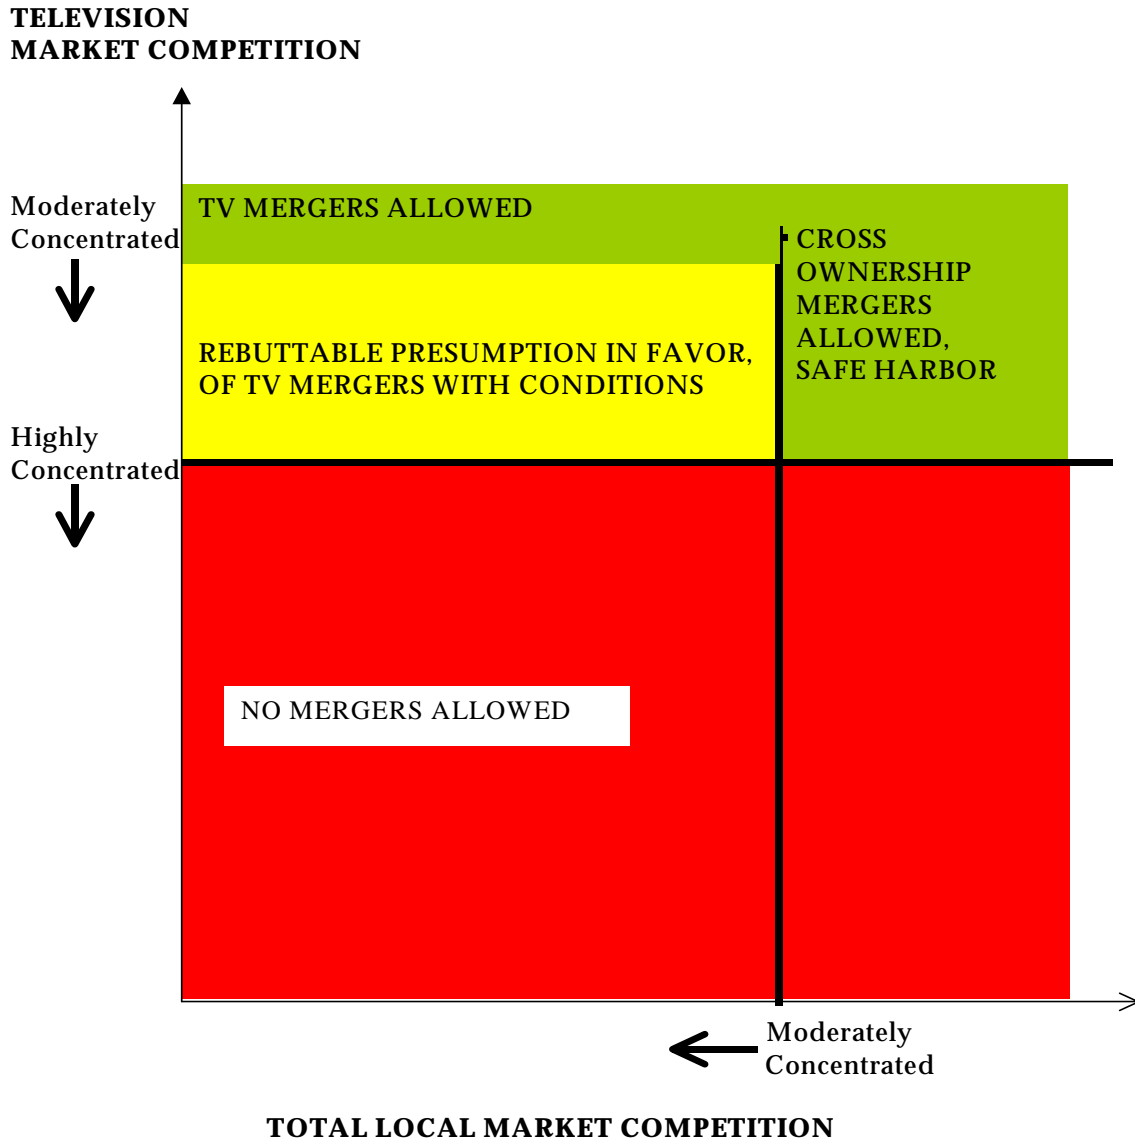 TELEVISION
MARKET COMPETITION
Moderately
Concentrated
TV MERGERS ALLOWED
CROSS
OWNERSHIP
MERGERS
ALLOWED,
SAFE HARBOR
REBUTTABLE PRESUMPTION IN FAVOR,
OF TV MERGERS WITH CONDITIONS
Highly
Concentrated
NO MERGERS ALLOWED
Moderately
Concentrated
TOTAL LOCAL MARKET COMPETITION